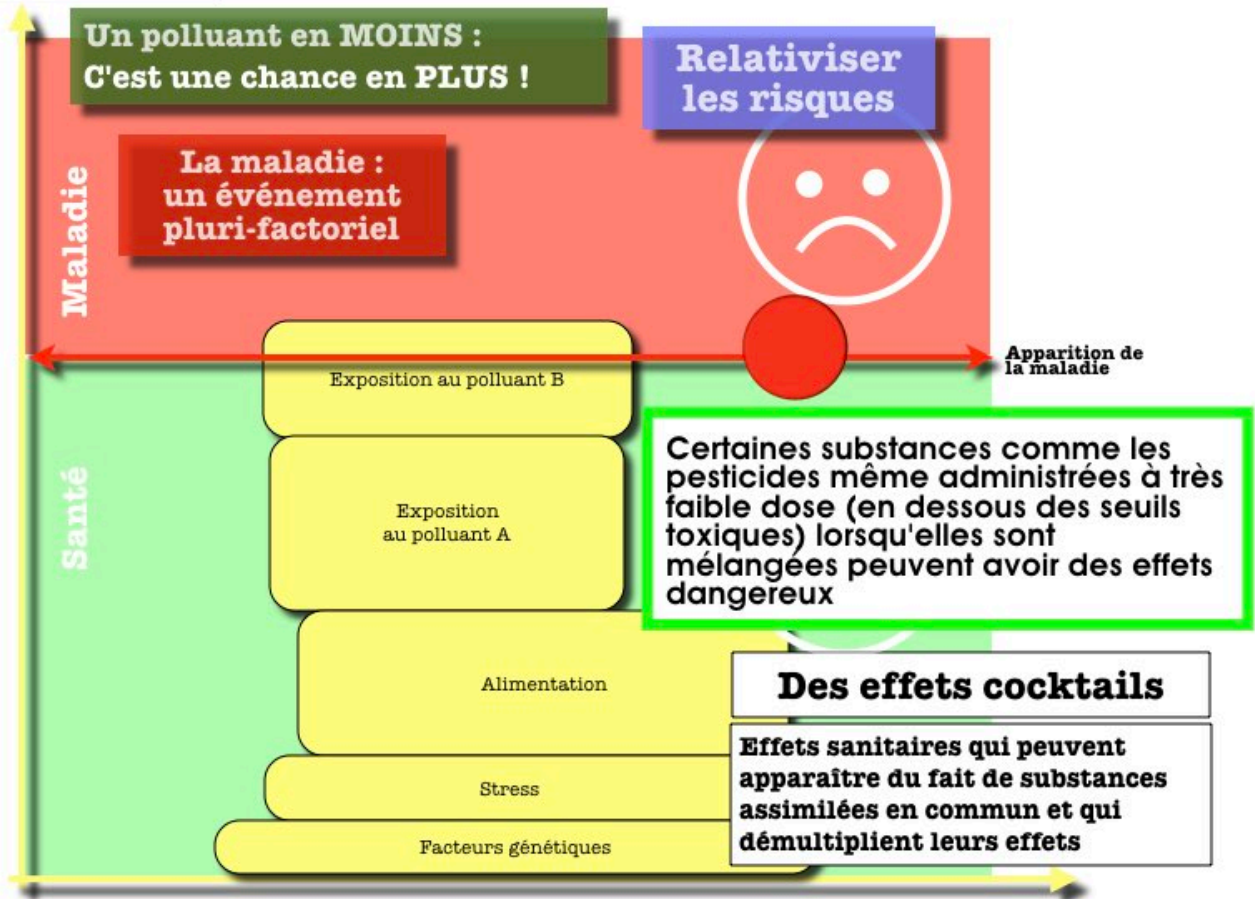 Un polluant en MOINS :
C'est une chance en PLUS !
Relativiser
les risques
La maladie :
un événement
pluri-factoriel
Maladie
Apparition de
la maladie
Exposition au polluant B
Santé
Exposition
au polluant A
Certaines substances comme les
pesticides même administrées à très
faible dose (en dessous des seuils
toxiques) lorsqu'elles sont
mélangées peuvent avoir des effets
dangereux
Alimentation
Des effets cocktails
Stress
Effets sanitaires qui peuvent
apparaître du fait de substances
assimilées en commun et qui
démultiplient leurs effets
Facteurs génétiques